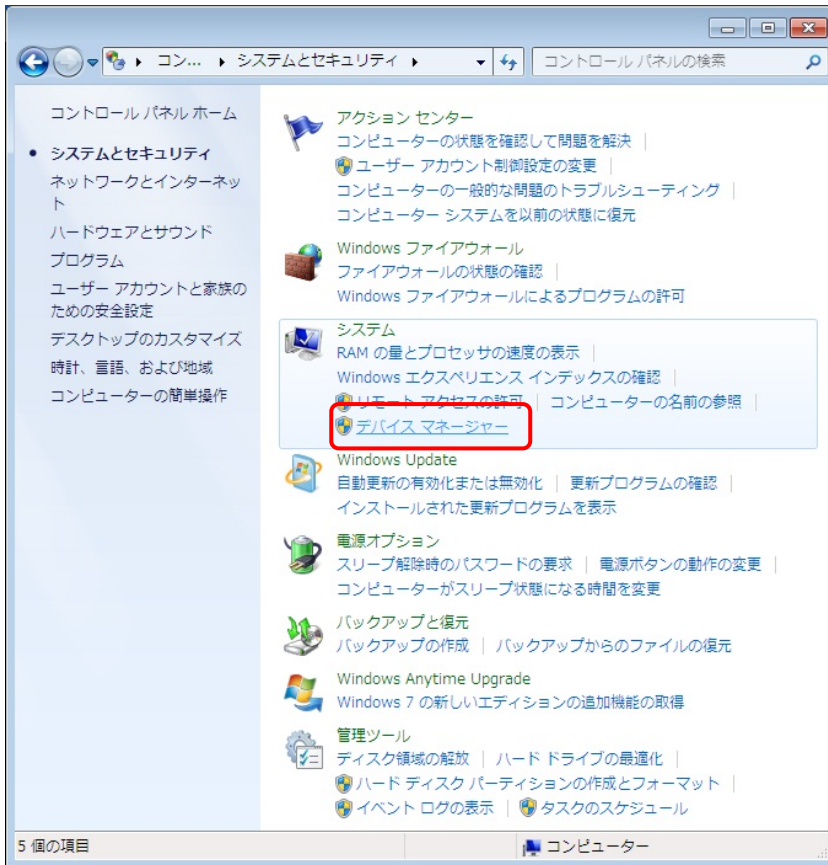 コン... システムとセキュリティ
コントロール パネルの検索
コントロール パネル ホーム
システムとセキュリティ
ネットワークとインターネッ
ト
ハードウェアとサウンド
プログラム
ユーザー アカウントと家族の
ための安全設定
デスクトップのカスタマイズ
時計、言語、および地域
コンピューターの簡単操作
アクション センター
コンピューターの状態を確認して問題を解決
ユーザー アカウント制御設定の変更
コンピューターの一般的な問題のトラブルシューティング
コンピューター システムを以前の状態に復元
Windows ファイアウォール
ファイアウォールの状態の確認
Windows ファイアウォールによるプログラムの許可
システム
RAM の量とプロセッサの速度の表示
Windows エクスペリエンス インデックスの確認
リモート アクセスの許可 コンピューターの名前の参照
デバイス マネージャー
Windows Update
自動更新の有効化または無効化 更新プログラムの確認
インストールされた更新プログラムを表示
電源オプション
スリープ解除時のパスワードの要求 電源ボタンの動作の変更
コンピューターがスリープ状態になる時間を変更
バックアップと復元
バックアップの作成 バックアップからのファイルの復元
Windows Anytime Upgrade
Windows 7 の新しいエディションの追加機能の取得
管理ツール
ディスク領域の解放 ハード ドライブの最適化
ハード ディスク パーティションの作成とフォーマット
イベント ログの表示 タスクのスケジュール
5 個の項目
コンピューター